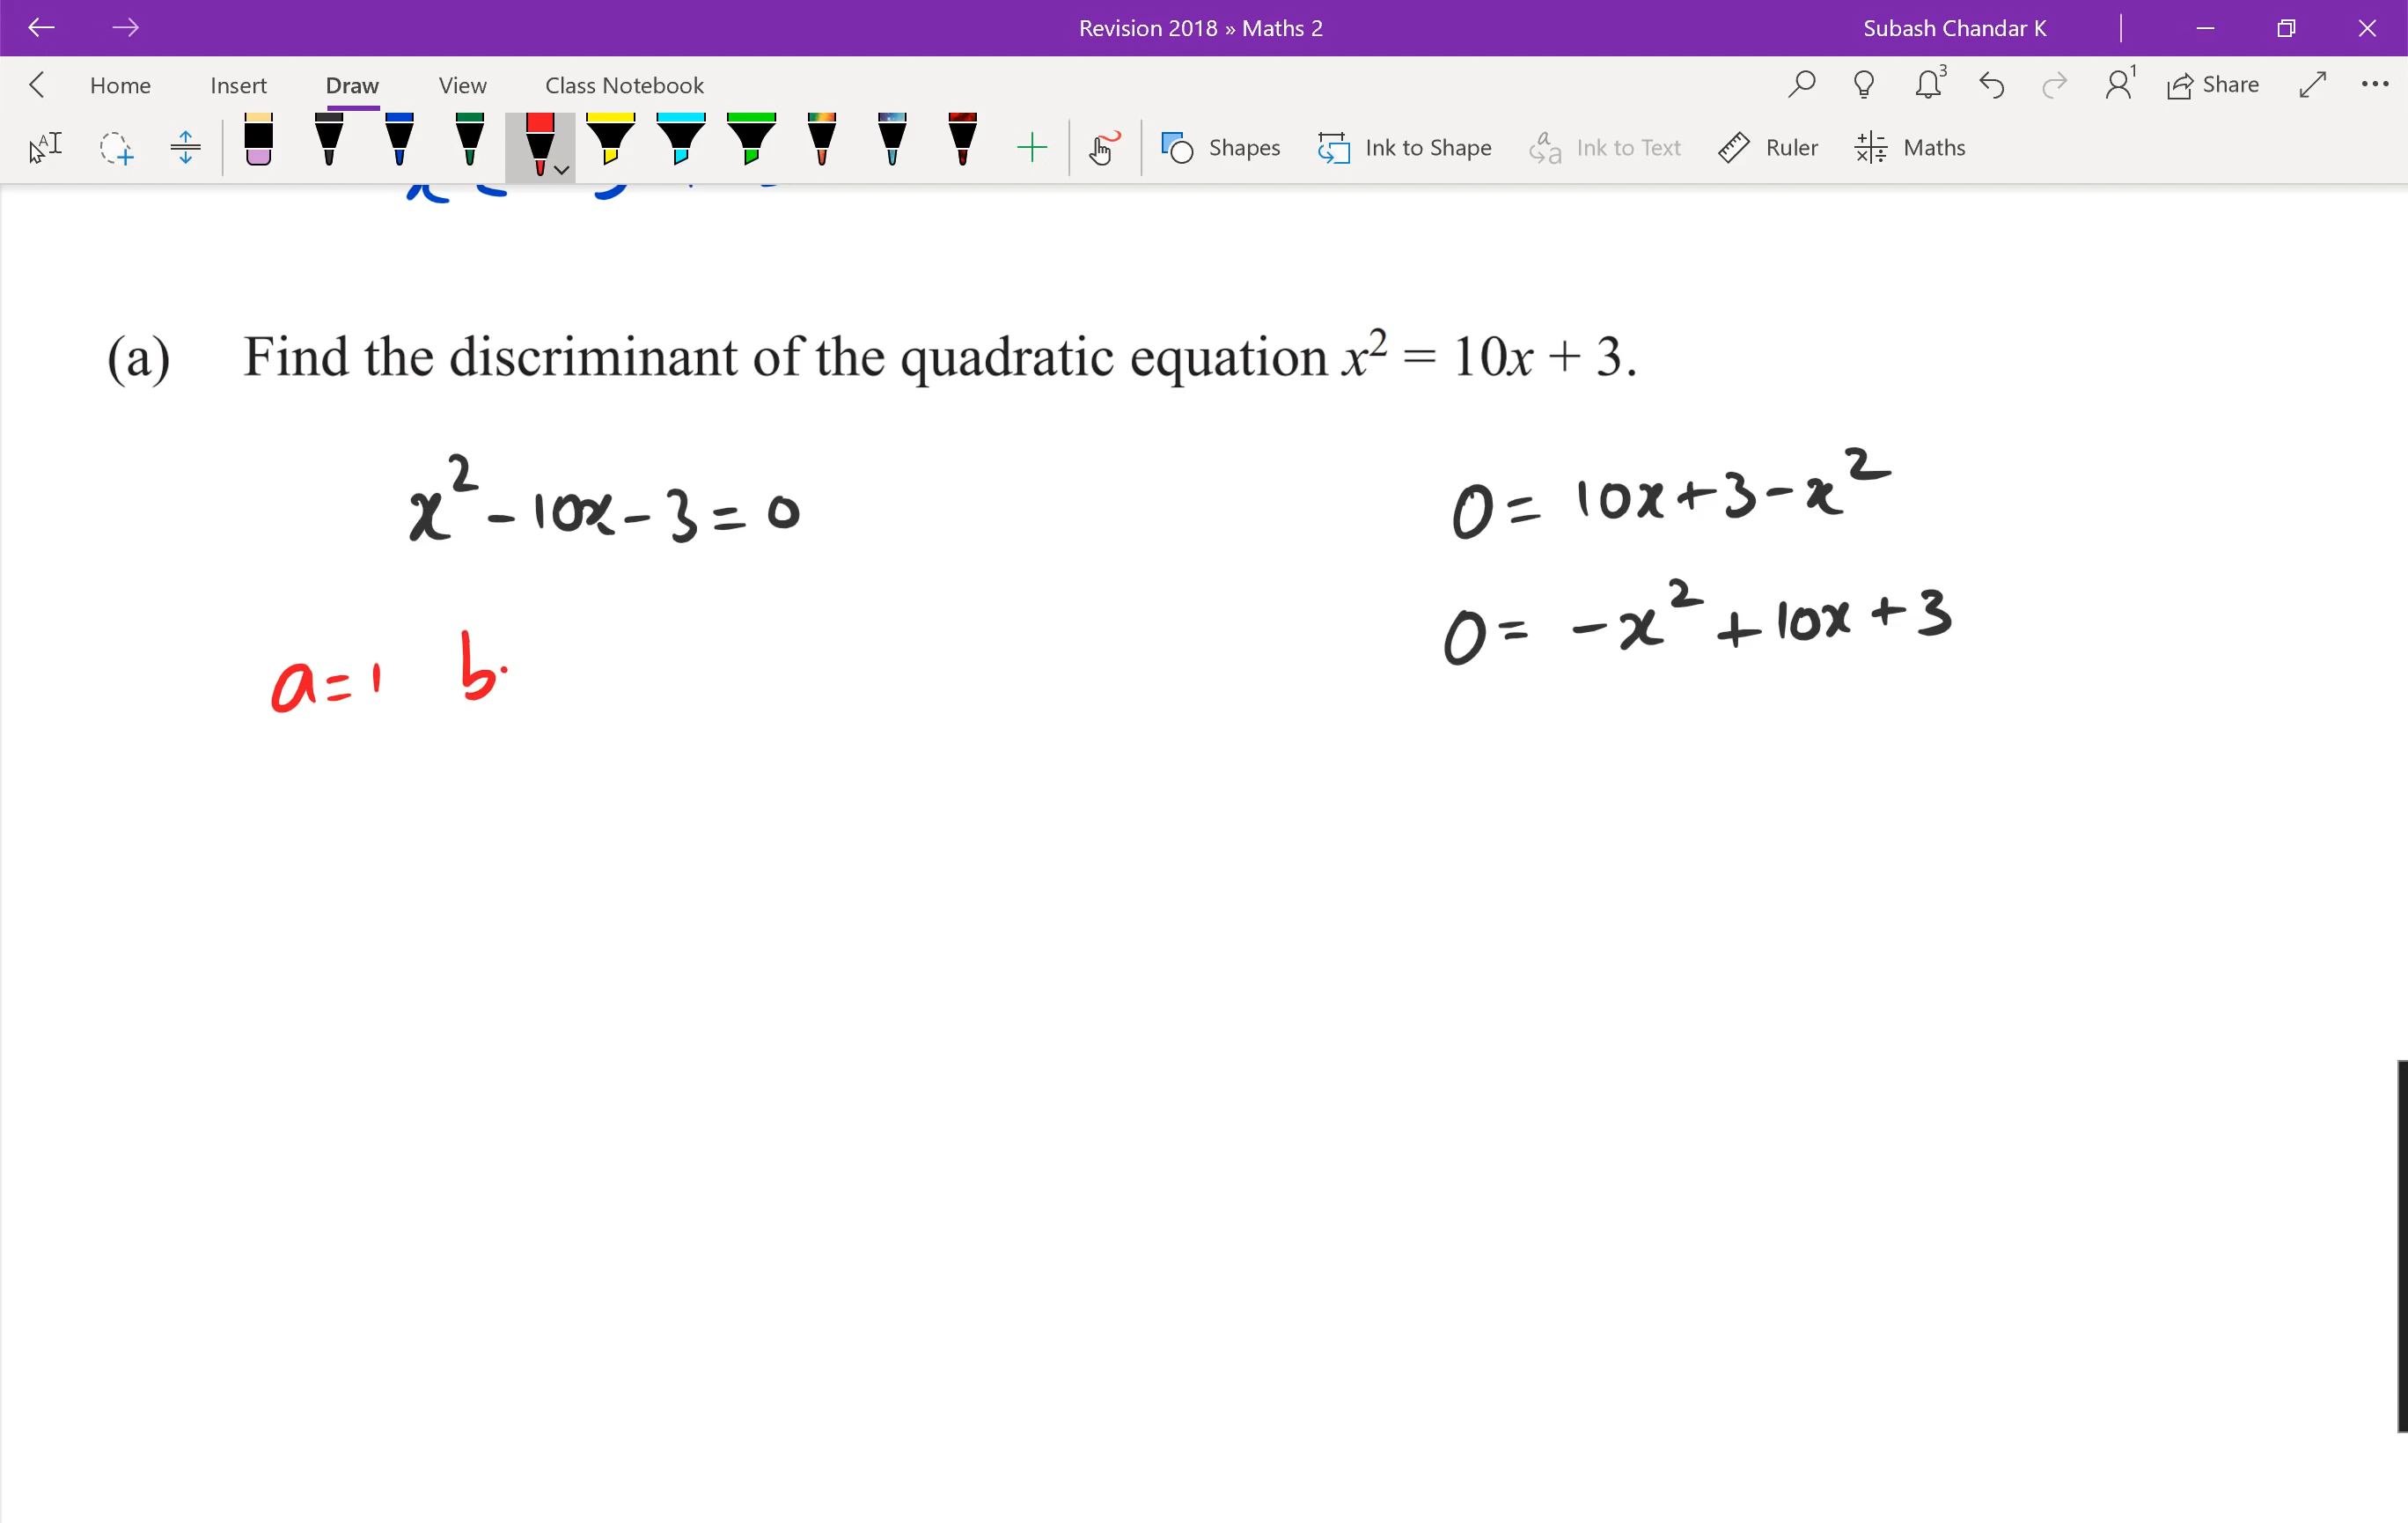 Revision 2018 » Maths 2
Subash Chandar K
Home Insert Draw View Class Notebook
3
1
Share
Shapes Ink to Shape Ink to Text Ruler Maths
(a) Find the discriminant of the quadratic equation x² = 10x + 3.
x² - 10x - 3 = 0
0 = 10x + 3 - x²
0 = -x² + 10x + 3
a = 1 b